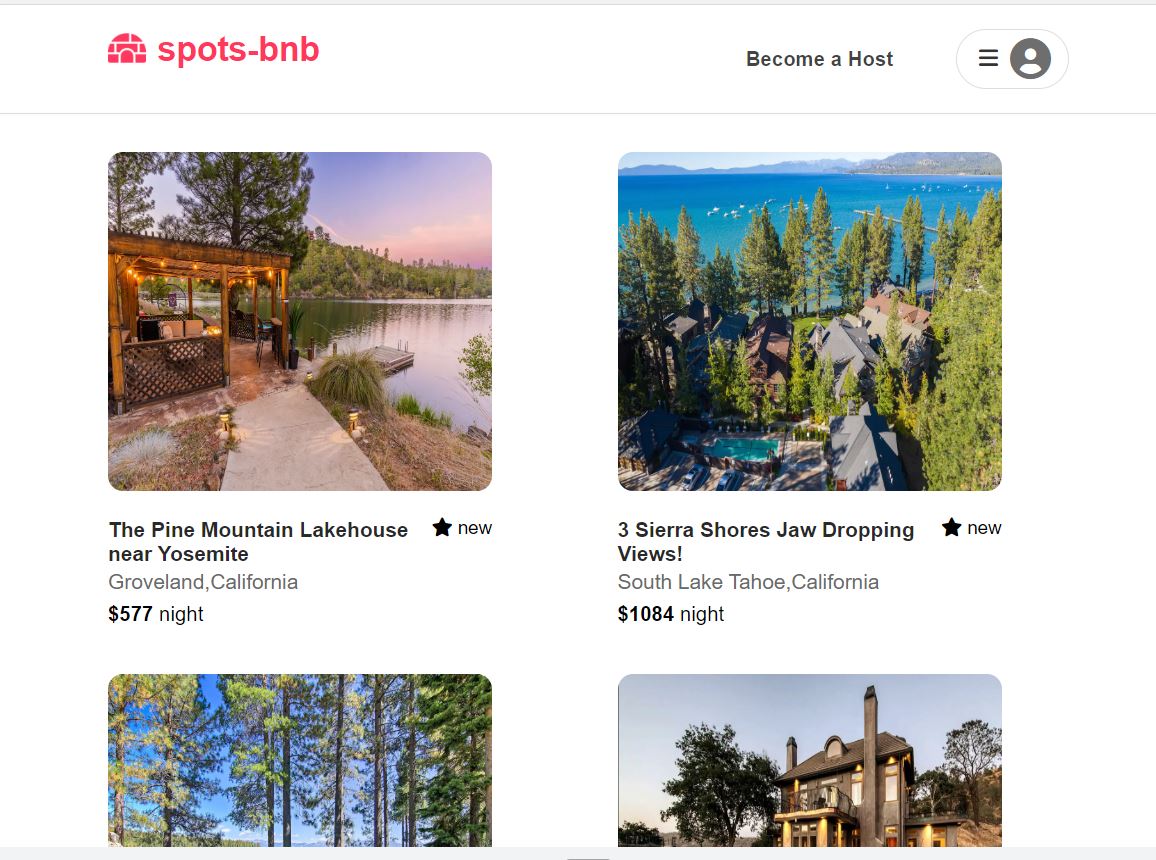 spots-bnb
Become a Host
The Pine Mountain Lakehouse
near Yosemite
new
Groveland,California
$577 night
3 Sierra Shores Jaw Dropping
Views!
new
South Lake Tahoe,California
$1084 night